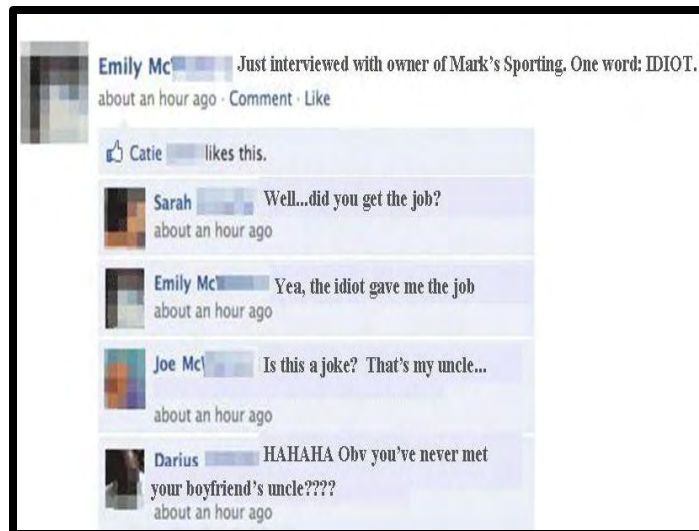 Emily Mc Just interviewed with owner of Mark's Sporting. One word: IDIOT.
about an hour ago · Comment · Like
Catie likes this.
Sarah Well...did you get the job?
about an hour ago
Emily Mc Yea, the idiot gave me the job
about an hour ago
Joe Mc Is this a joke? That's my uncle...
about an hour ago
Darius HAHAHA Obv you've never met
your boyfriend's uncle????
about an hour ago